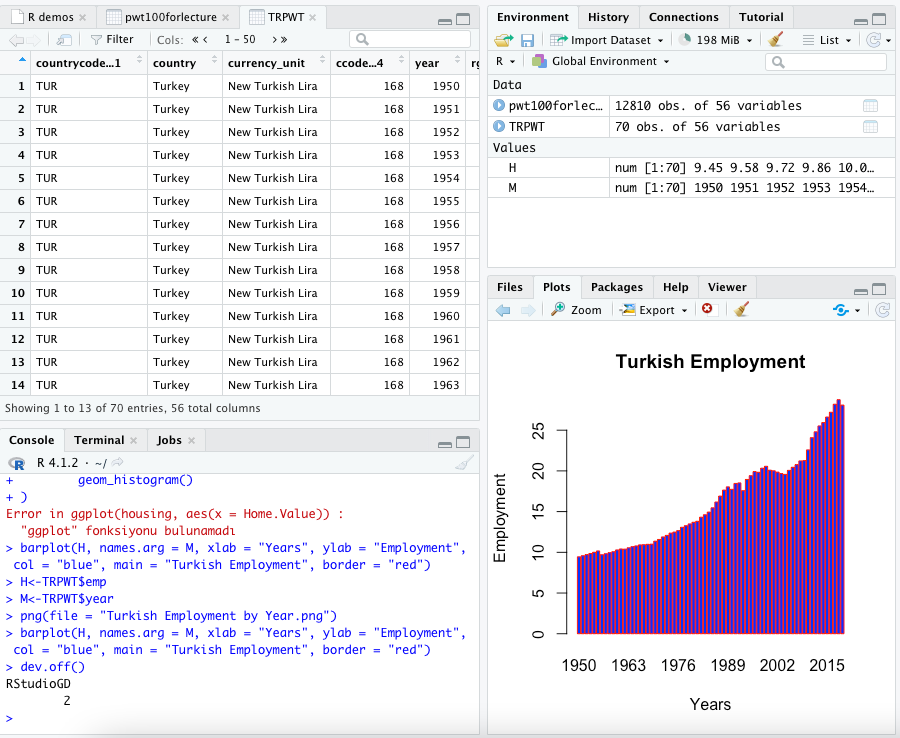 R demos
pwt100forlecture
TRPWT
Filter
Cols:
1 - 50
countrycode...1 country currency_unit ccode...4 year
1 TUR Turkey New Turkish Lira 168 1950
2 TUR Turkey New Turkish Lira 168 1951
3 TUR Turkey New Turkish Lira 168 1952
4 TUR Turkey New Turkish Lira 168 1953
5 TUR Turkey New Turkish Lira 168 1954
6 TUR Turkey New Turkish Lira 168 1955
7 TUR Turkey New Turkish Lira 168 1956
8 TUR Turkey New Turkish Lira 168 1957
9 TUR Turkey New Turkish Lira 168 1958
10 TUR Turkey New Turkish Lira 168 1959
11 TUR Turkey New Turkish Lira 168 1960
12 TUR Turkey New Turkish Lira 168 1961
13 TUR Turkey New Turkish Lira 168 1962
14 TUR Turkey New Turkish Lira 168 1963
Showing 1 to 13 of 70 entries, 56 total columns
Console Terminal Jobs
R 4.1.2 · ~/
+ geom_histogram()
+ )
Error in ggplot(housing, aes(x = Home.Value)) :
"ggplot" fonksiyonu bulunamadı
> barplot(H, names.arg = M, xlab = "Years", ylab = "Employment",
col = "blue", main = "Turkish Employment", border = "red")
> H<-TRPWT$emp
> M<-TRPWT$year
> png(file = "Turkish Employment by Year.png")
> barplot(H, names.arg = M, xlab = "Years", ylab = "Employment",
col = "blue", main = "Turkish Employment", border = "red")
> dev.off()
RStudioGD
2
>
Environment History Connections Tutorial
Import Dataset 198 MiB List
R Global Environment
Data
pwt100forlec... 12810 obs. of 56 variables
TRPWT 70 obs. of 56 variables
Values
H num [1:70] 9.45 9.58 9.72 9.86 10.0...
M num [1:70] 1950 1951 1952 1953 1954...
Files Plots Packages Help Viewer
Zoom Export
Turkish Employment
Employment
25
20
15
10
5
0
1950 1963 1976 1989 2002 2015
Years